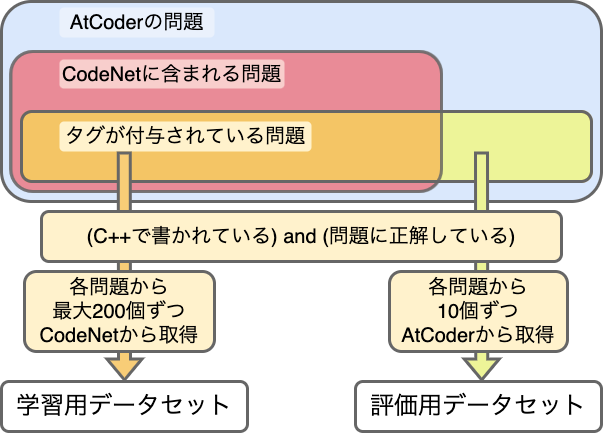 AtCoderの問題
CodeNetに含まれる問題
タグが付与されている問題
(C++で書かれている) and (問題に正解している)
各問題から
最大200個ずつ
CodeNetから取得
各問題から
10個ずつ
AtCoderから取得
学習用データセット
評価用データセット